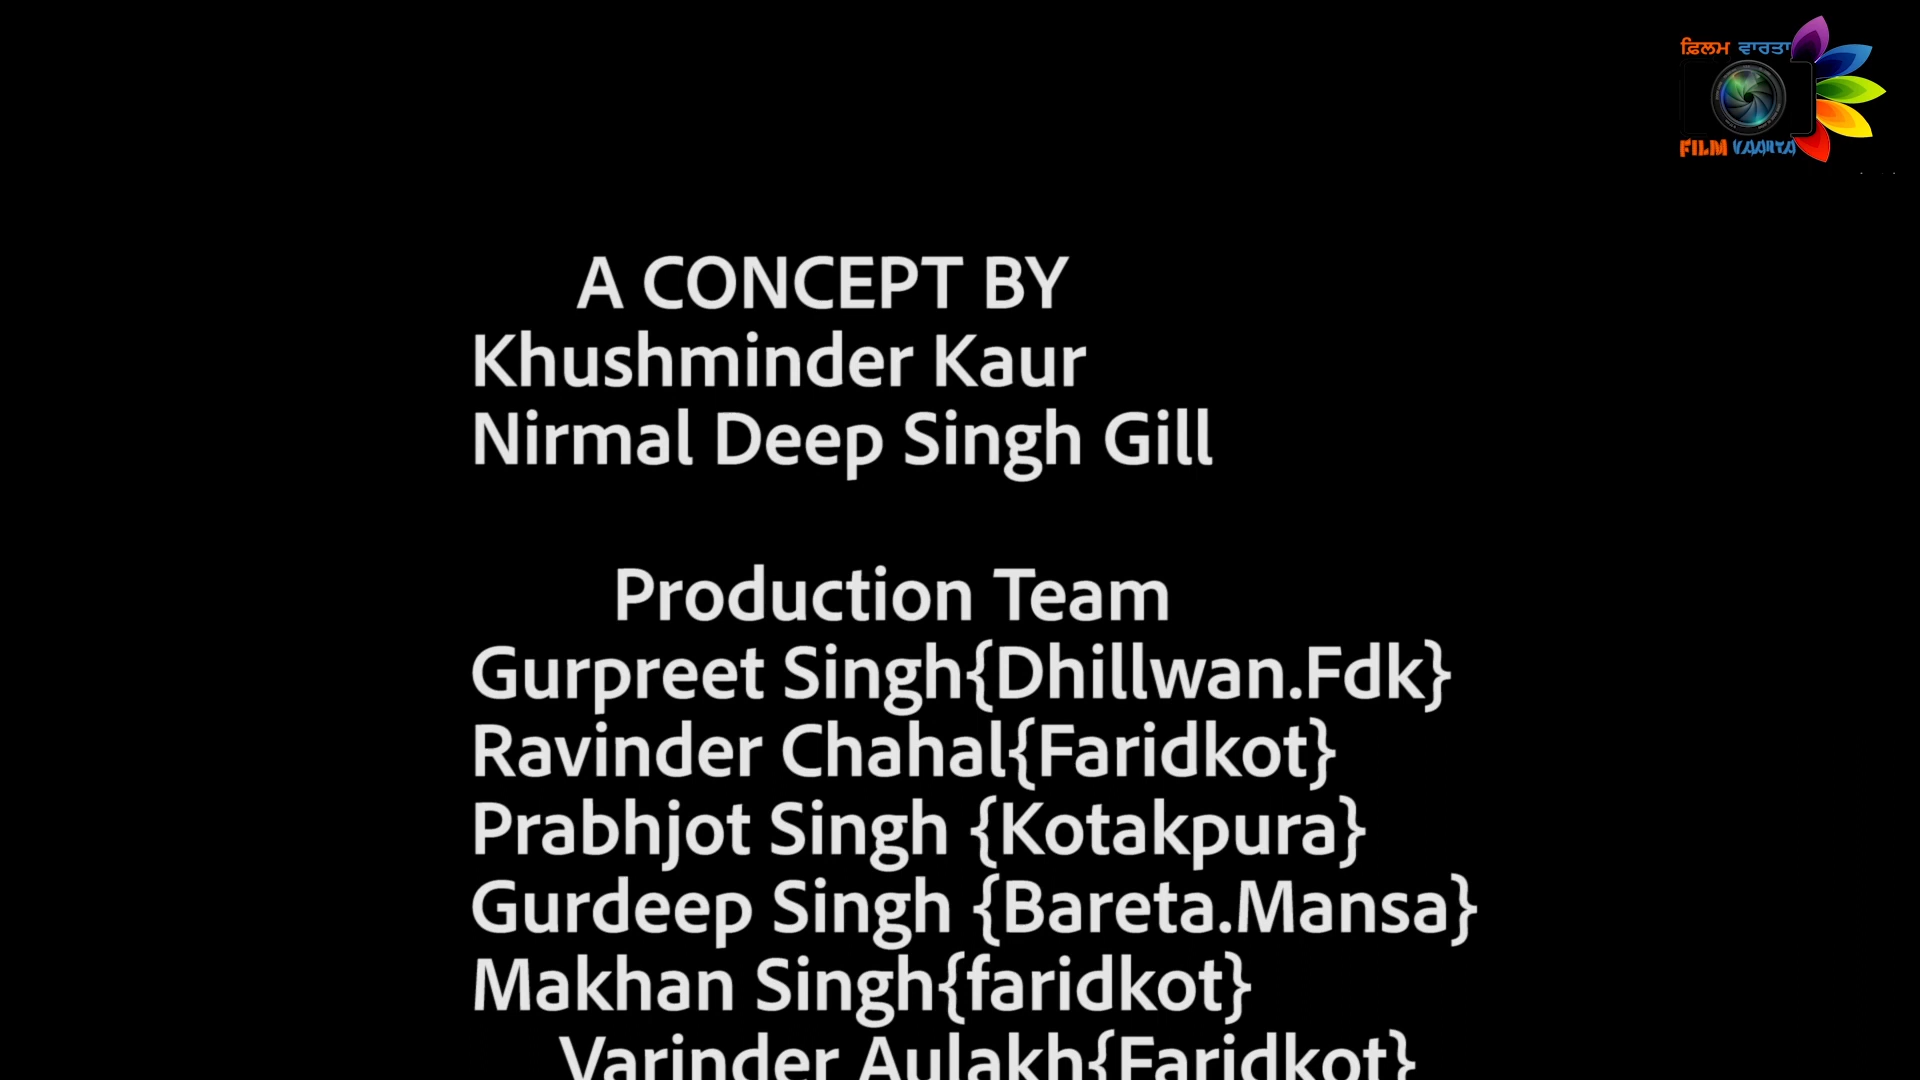 ਫ਼ਿਲਮ ਵਾਰਤਾ
FILM VAARTA
A CONCEPT BY
Khushminder Kaur
Nirmal Deep Singh Gill
Production Team
Gurpreet Singh{Dhillwan.Fdk}
Ravinder Chahal{Faridkot}
Prabhjot Singh {Kotakpura}
Gurdeep Singh {Bareta.Mansa}
Makhan Singh{faridkot}
Varinder Aulakh{Faridkot}